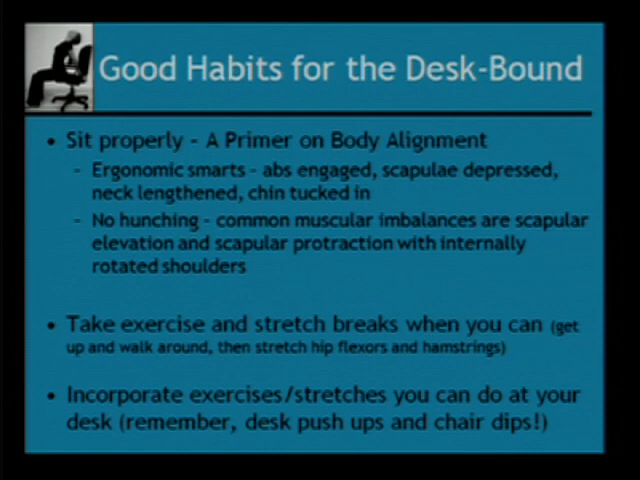 Good Habits for the Desk-Bound
• Sit properly – A Primer on Body Alignment
– Ergonomic smarts – abs engaged, scapulae depressed,
neck lengthened, chin tucked in
– No hunching – common muscular imbalances are scapular
elevation and scapular protraction with internally
rotated shoulders
• Take exercise and stretch breaks when you can (get
up and walk around, then stretch hip flexors and hamstrings)
• Incorporate exercises/stretches you can do at your
desk (remember, desk push ups and chair dips!)